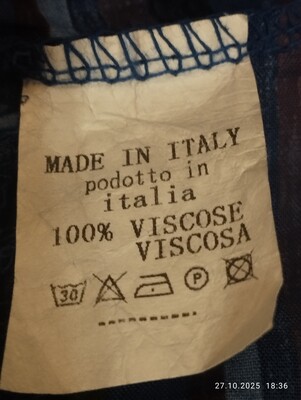 MADE IN ITALY
podotto in
italia
100% VISCOSE
VISCOSA
30 P
27.10.2025 18:36